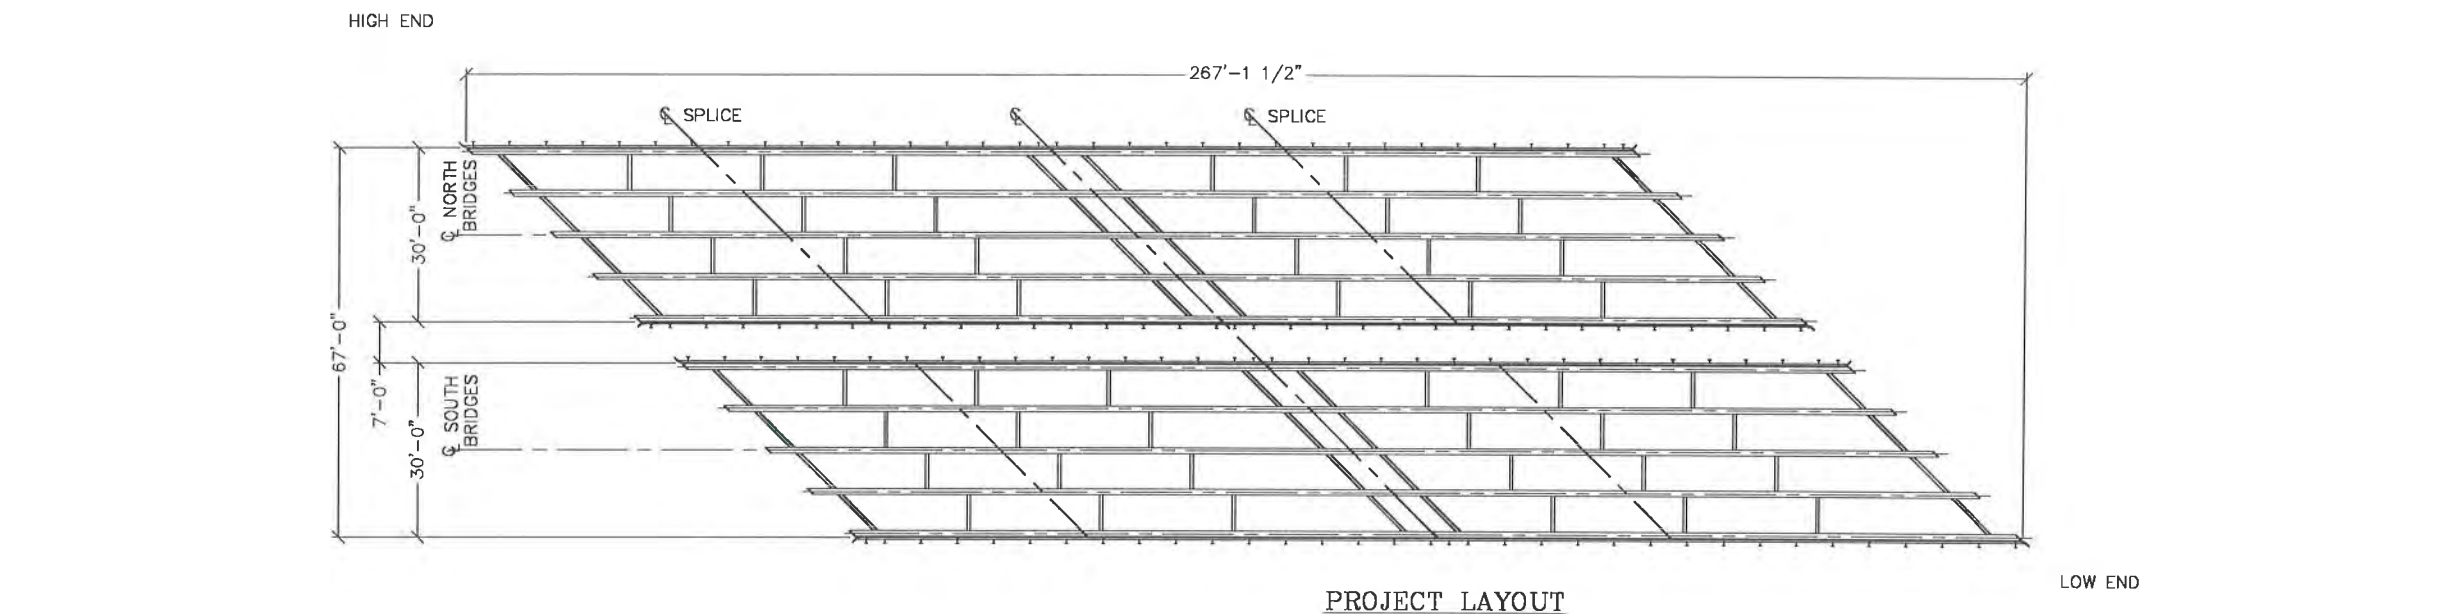 HIGH END
267'-1 1/2"
℄ SPLICE
℄
℄ SPLICE
℄ NORTH
BRIDGES
30'-0"
67'-0"
7'-0"
℄ SOUTH
BRIDGES
30'-0"
LOW END
PROJECT LAYOUT